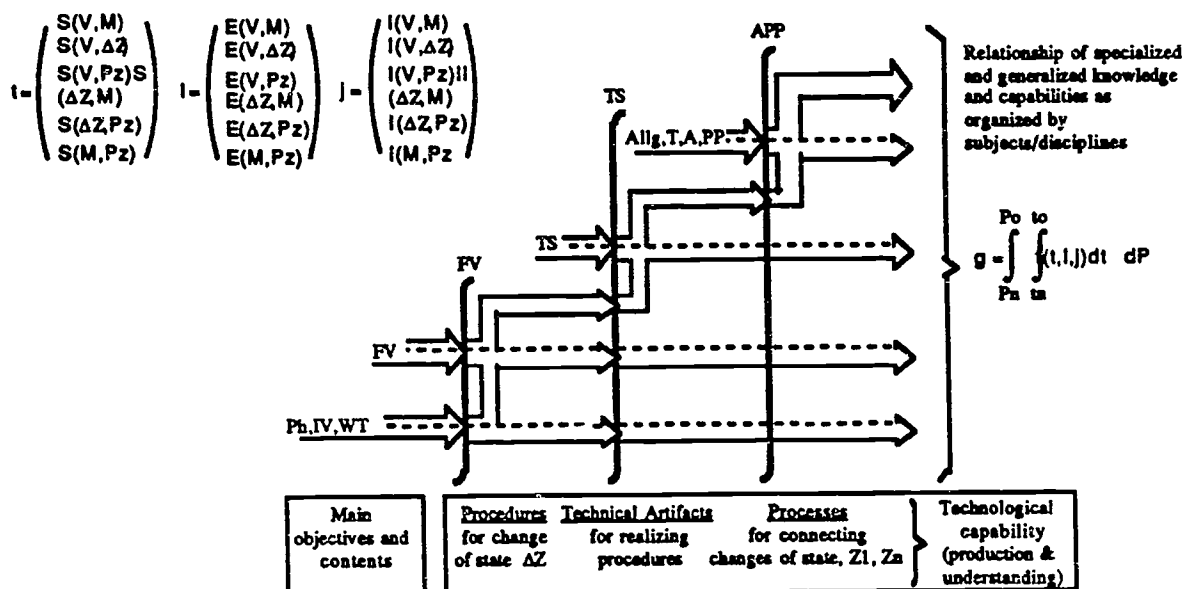 t=
S(V,M)
S(V,ΔZ)
S(V,Pz)S
(ΔZ,M)
S(ΔZ,Pz)
S(M,Pz)
l=
E(V,M)
E(V,ΔZ)
E(V,Pz)
E(ΔZ,M)
E(ΔZ,Pz)
E(M,Pz)
j=
I(V,M)
I(V,ΔZ)
I(V,Pz)II
(ΔZ,M)
I(ΔZ,Pz)
I(M,Pz
APP
TS
FV
Allg,T,A,PP
TS
FV
Ph,IV,WT
Relationship of specialized
and generalized knowledge
and capabilities as
organized by
subjects/disciplines
Po to
g = ∫ ∫(t,l,j)dt dP
Pn tn
Main
objectives and
contents
Procedures
for change
of state ΔZ
Technical Artifacts
for realizing
procedures
Processes
for connecting
changes of state, Z1, Zn
Technological
capability
(production &
understanding)